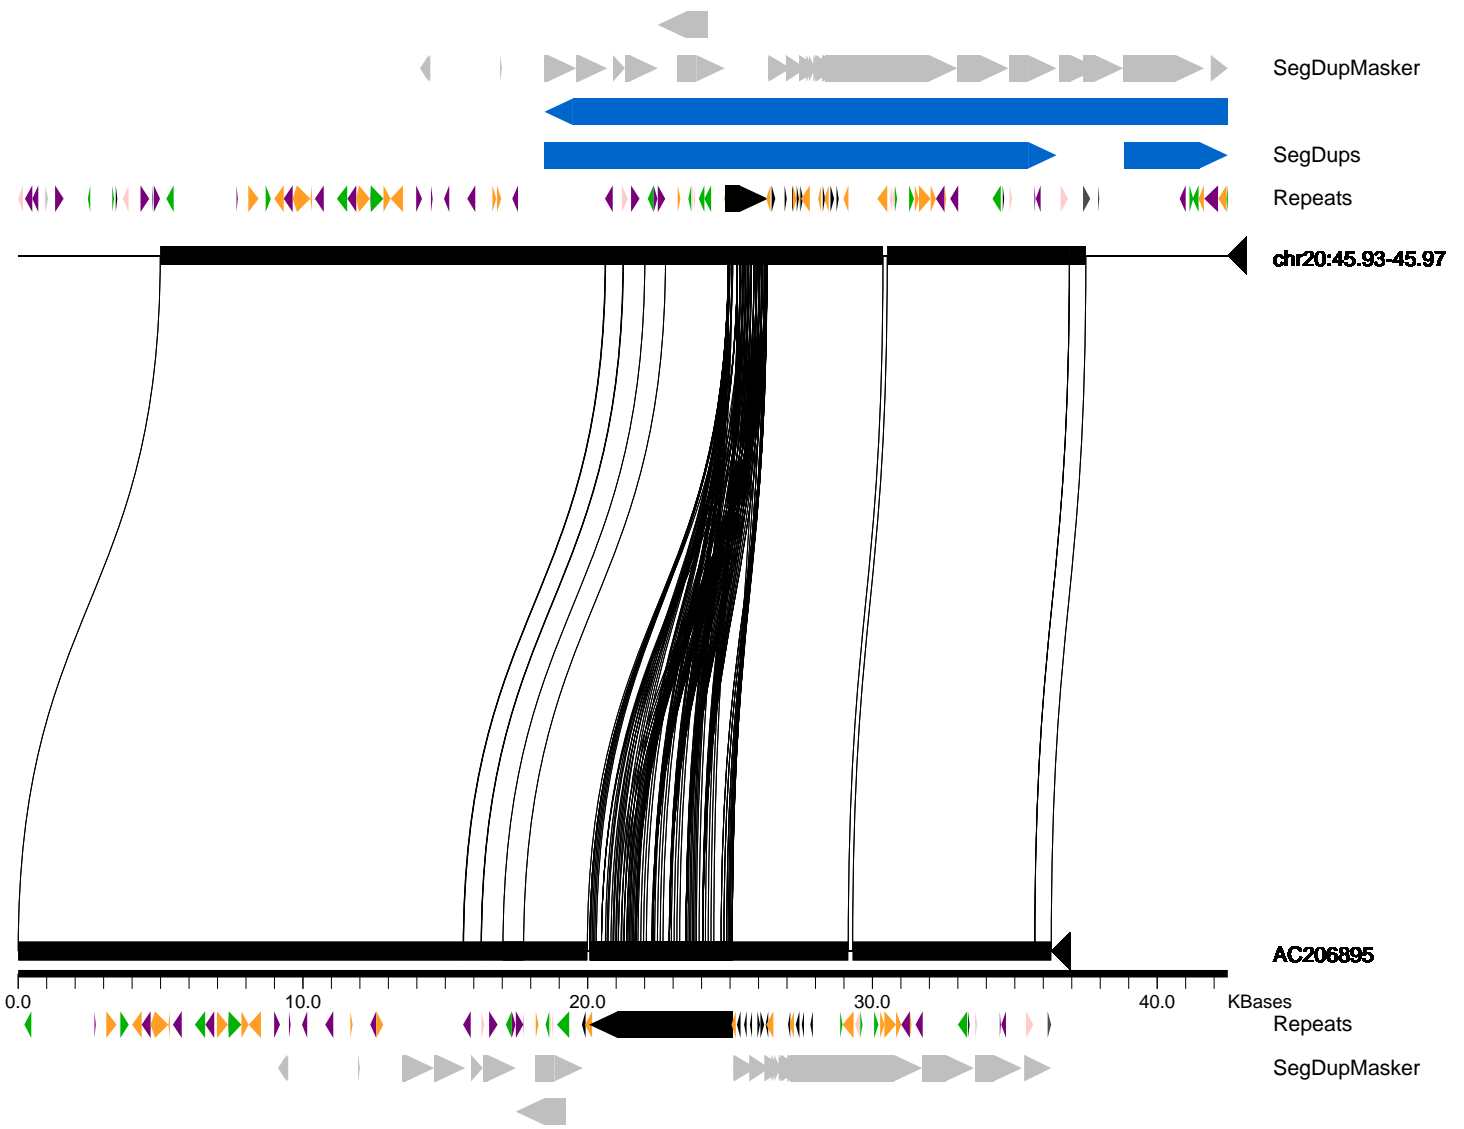 SegDupMasker
SegDups
Repeats
chr20:45.93-45.97
AC206895
0.0 10.0 20.0 30.0 40.0 KBases
Repeats
SegDupMasker